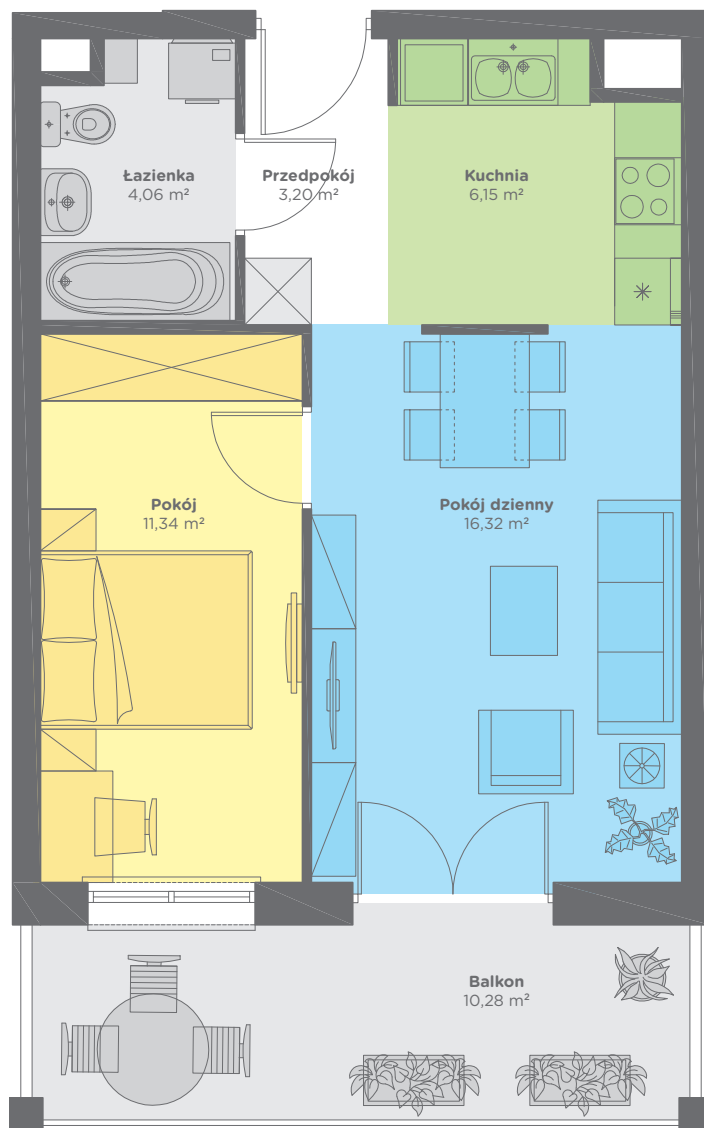 Łazienka
4,06 m²
Przedpokój
3,20 m²
Kuchnia
6,15 m²
Pokój
11,34 m²
Pokój dzienny
16,32 m²
Balkon
10,28 m²